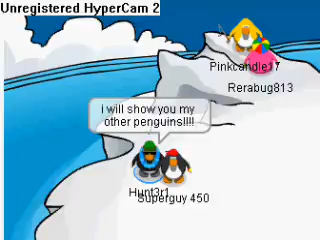 Unregistered HyperCam 2
Pinkcandle17
Rerabug813
i will show you my
other penguins!!!!
Hunt3r1
Superguy 450